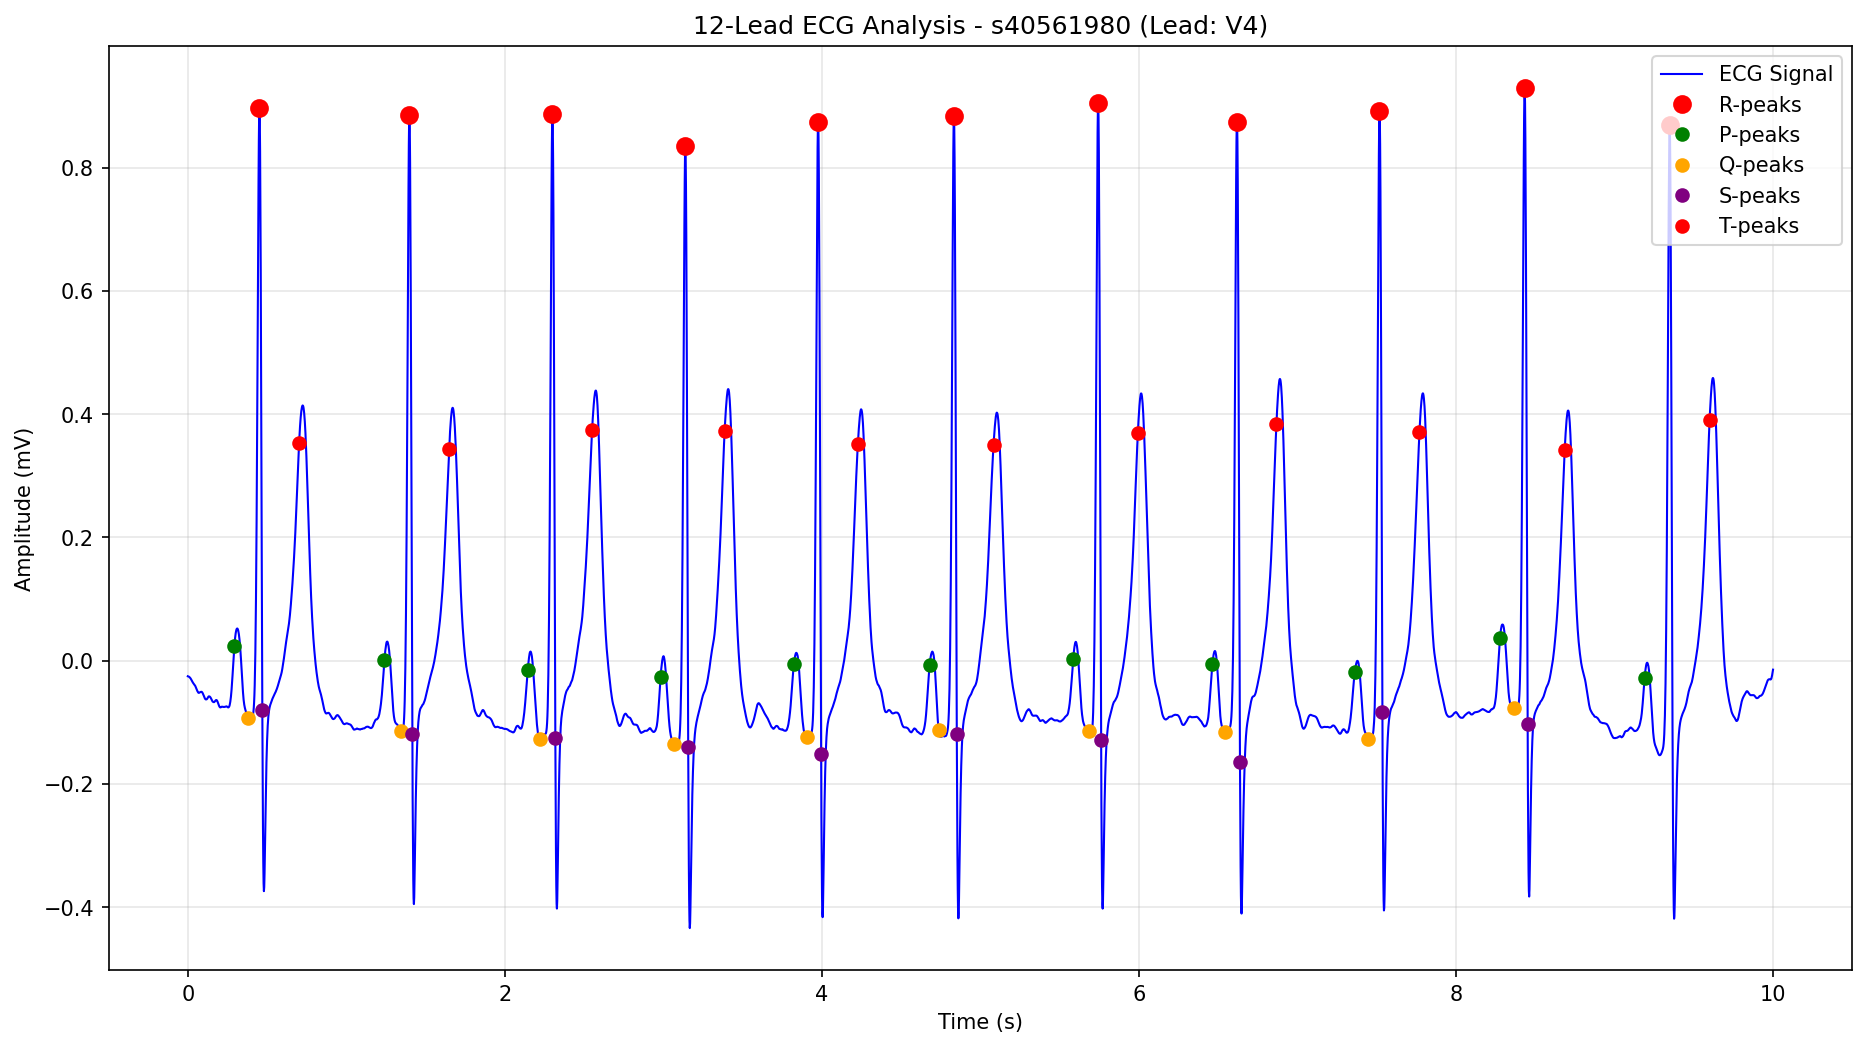 12-Lead ECG Analysis - s40561980 (Lead: V4)
ECG Signal
R-peaks
P-peaks
Q-peaks
S-peaks
T-peaks
Amplitude (mV)
0.8
0.6
0.4
0.2
0.0
−0.2
−0.4
0 2 4 6 8 10
Time (s)